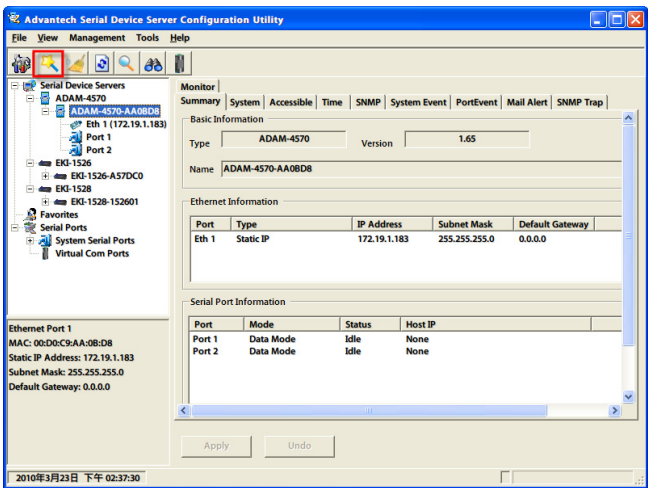 Advantech Serial Device Server Configuration Utility
File View Management Tools Help
Serial Device Servers
ADAM-4570
ADAM-4570-AA0BD8
Eth 1 (172.19.1.183)
Port 1
Port 2
EKI-1526
EKI-1526-A57DC0
EKI-1528
EKI-1528-152601
Favorites
Serial Ports
System Serial Ports
Virtual Com Ports
Ethernet Port 1
MAC: 00:D0:C9:AA:0B:D8
Static IP Address: 172.19.1.183
Subnet Mask: 255.255.255.0
Default Gateway: 0.0.0.0
Monitor
Summary System Accessible Time SNMP System Event PortEvent Mail Alert SNMP Trap
Basic Information
Type ADAM-4570 Version 1.65
Name ADAM-4570-AA0BD8
Ethernet Information
Port Type IP Address Subnet Mask Default Gateway
Eth 1 Static IP 172.19.1.183 255.255.255.0 0.0.0.0
Serial Port Information
Port Mode Status Host IP
Port 1 Data Mode Idle None
Port 2 Data Mode Idle None
Apply Undo
2010年3月23日 下午 02:37:30